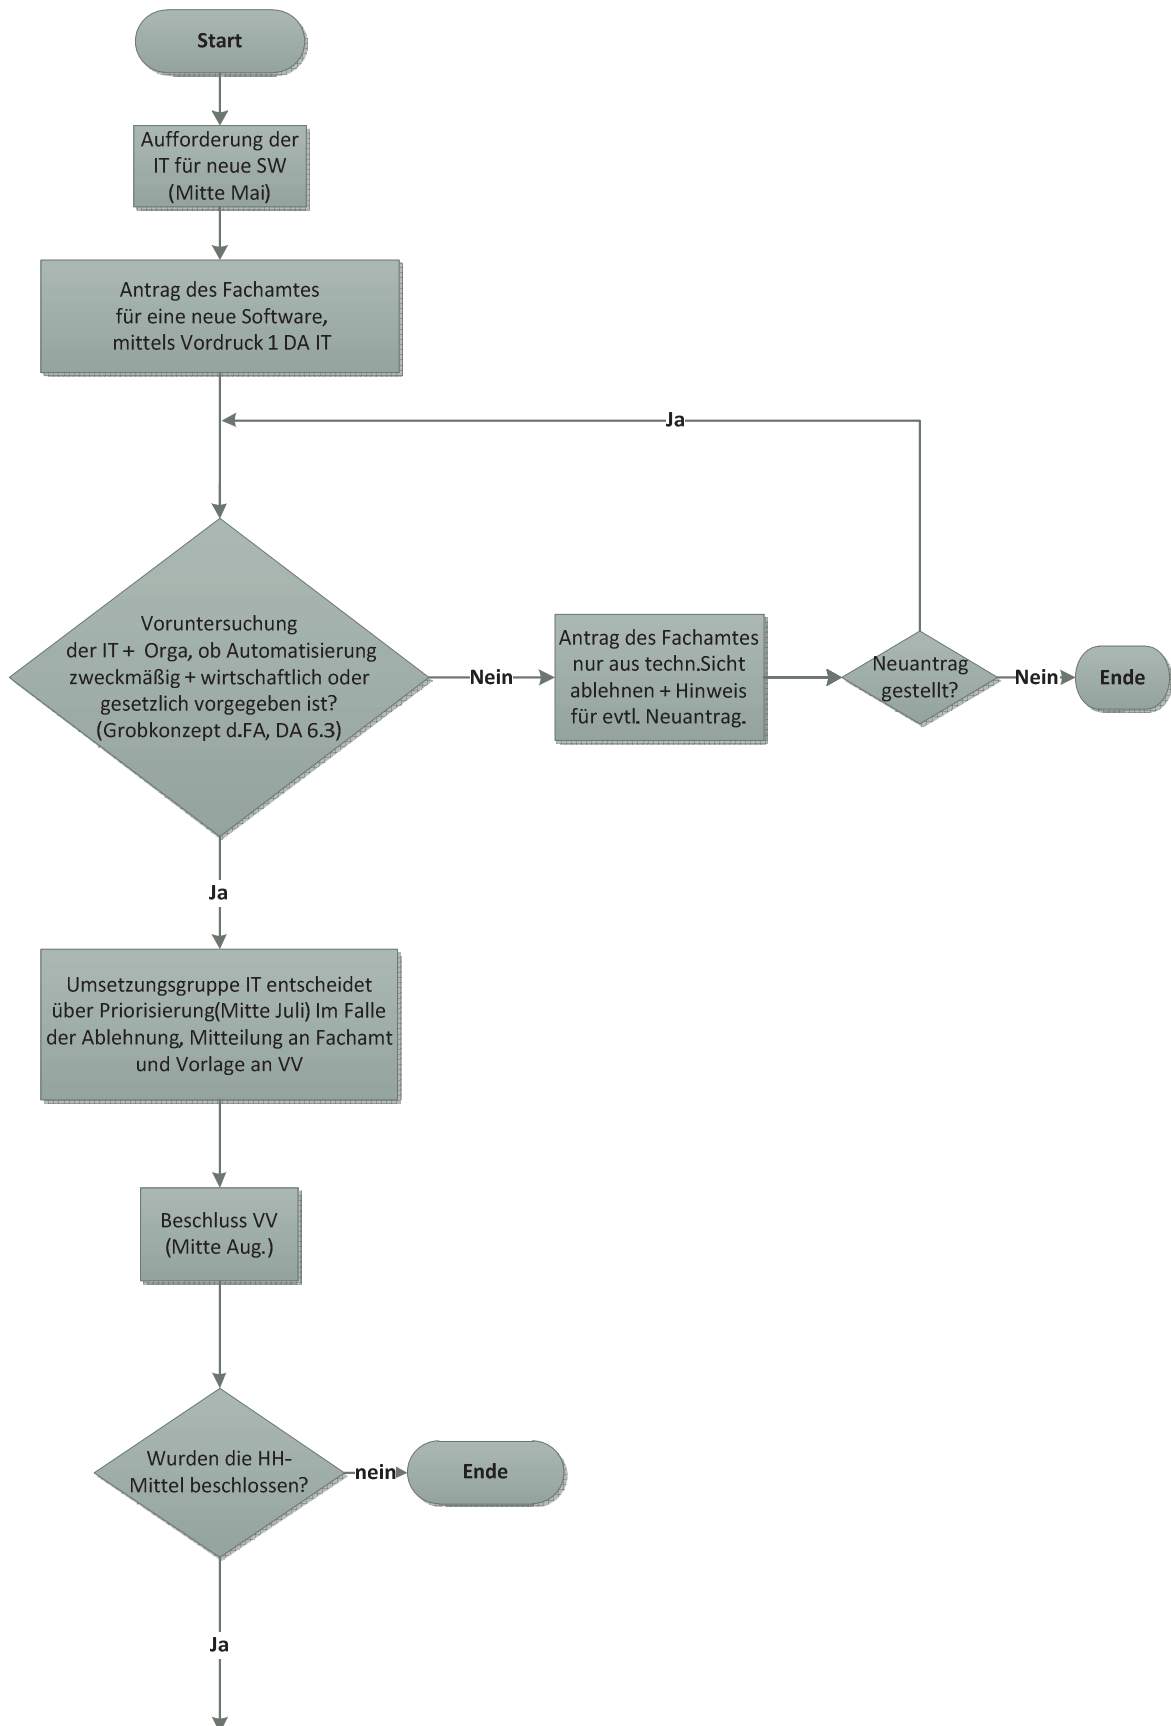 Start
Aufforderung der
IT für neue SW
(Mitte Mai)
Antrag des Fachamtes
für eine neue Software,
mittels Vordruck 1 DA IT
Ja
Voruntersuchung
der IT + Orga, ob Automatisierung
zweckmäßig + wirtschaftlich oder
gesetzlich vorgegeben ist?
(Grobkonzept d.FA, DA 6.3)
Nein
Antrag des Fachamtes
nur aus techn.Sicht
ablehnen + Hinweis
für evtl. Neuantrag.
Neuantrag
gestellt?
Nein
Ende
Ja
Umsetzungsgruppe IT entscheidet
über Priorisierung(Mitte Juli) Im Falle
der Ablehnung, Mitteilung an Fachamt
und Vorlage an VV
Beschluss VV
(Mitte Aug.)
Wurden die HH-
Mittel beschlossen?
nein
Ende
Ja